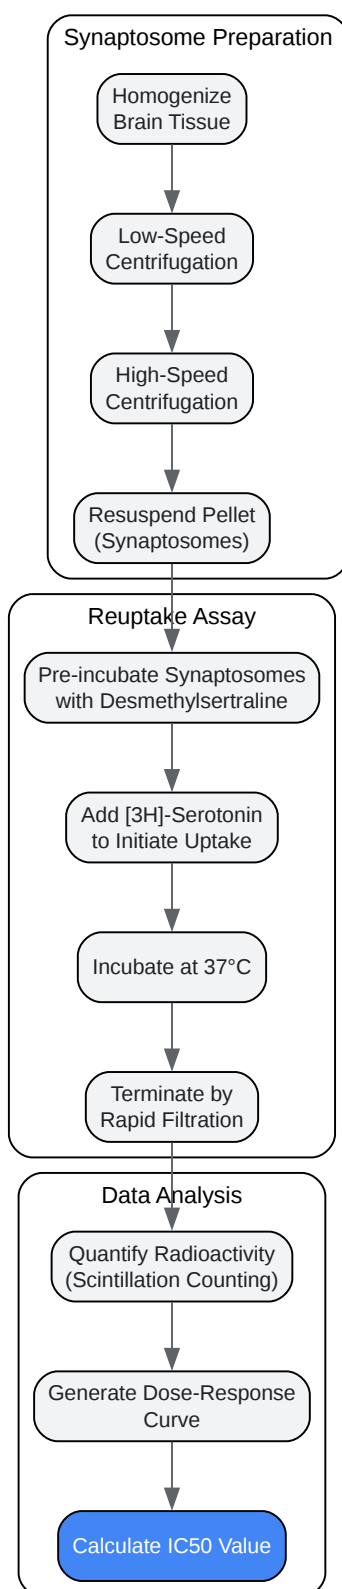 Synaptosome Preparation
Homogenize
Brain Tissue
Low-Speed
Centrifugation
High-Speed
Centrifugation
Resuspend Pellet
(Synaptosomes)
Reuptake Assay
Pre-incubate Synaptosomes
with Desmethylsertraline
Add [3H]-Serotonin
to Initiate Uptake
Incubate at 37°C
Terminate by
Rapid Filtration
Data Analysis
Quantify Radioactivity
(Scintillation Counting)
Generate Dose-Response
Curve
Calculate IC50 Value